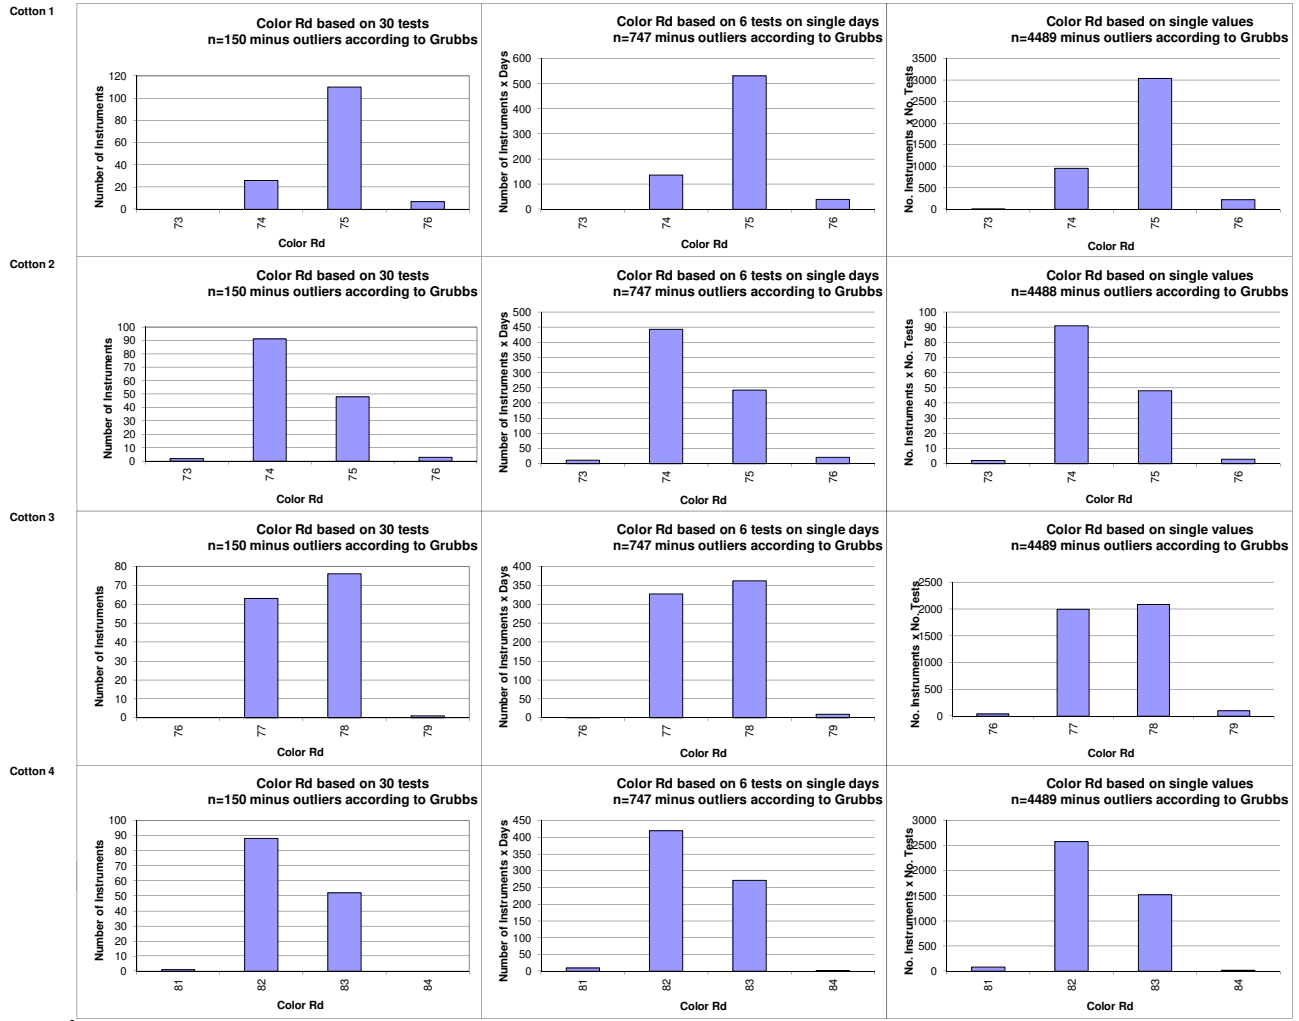 Cotton 1
Color Rd based on 30 tests
n=150 minus outliers according to Grubbs
Number of Instruments
120
100
80
60
40
20
0
73
74
75
76
Color Rd
Color Rd based on 6 tests on single days
n=747 minus outliers according to Grubbs
Number of Instruments x Days
600
500
400
300
200
100
0
73
74
75
76
Color Rd
Color Rd based on single values
n=4489 minus outliers according to Grubbs
No. Instruments x No. Tests
3500
3000
2500
2000
1500
1000
500
0
73
74
75
76
Color Rd
Cotton 2
Color Rd based on 30 tests
n=150 minus outliers according to Grubbs
Number of Instruments
100
90
80
70
60
50
40
30
20
10
0
73
74
75
76
Color Rd
Color Rd based on 6 tests on single days
n=747 minus outliers according to Grubbs
Number of Instruments x Days
500
450
400
350
300
250
200
150
100
50
0
73
74
75
76
Color Rd
Color Rd based on single values
n=4488 minus outliers according to Grubbs
No. Instruments x No. Tests
100
90
80
70
60
50
40
30
20
10
0
73
74
75
76
Color Rd
Cotton 3
Color Rd based on 30 tests
n=150 minus outliers according to Grubbs
Number of Instruments
80
70
60
50
40
30
20
10
0
76
77
78
79
Color Rd
Color Rd based on 6 tests on single days
n=747 minus outliers according to Grubbs
Number of Instruments x Days
400
350
300
250
200
150
100
50
0
76
77
78
79
Color Rd
Color Rd based on single values
n=4489 minus outliers according to Grubbs
No. Instruments x No. Tests
2500
2000
1500
1000
500
0
76
77
78
79
Color Rd
Cotton 4
Color Rd based on 30 tests
n=150 minus outliers according to Grubbs
Number of Instruments
100
90
80
70
60
50
40
30
20
10
0
81
82
83
84
Color Rd
Color Rd based on 6 tests on single days
n=747 minus outliers according to Grubbs
Number of Instruments x Days
450
400
350
300
250
200
150
100
50
0
81
82
83
84
Color Rd
Color Rd based on single values
n=4489 minus outliers according to Grubbs
No. Instruments x No. Tests
3000
2500
2000
1500
1000
500
0
81
82
83
84
Color Rd